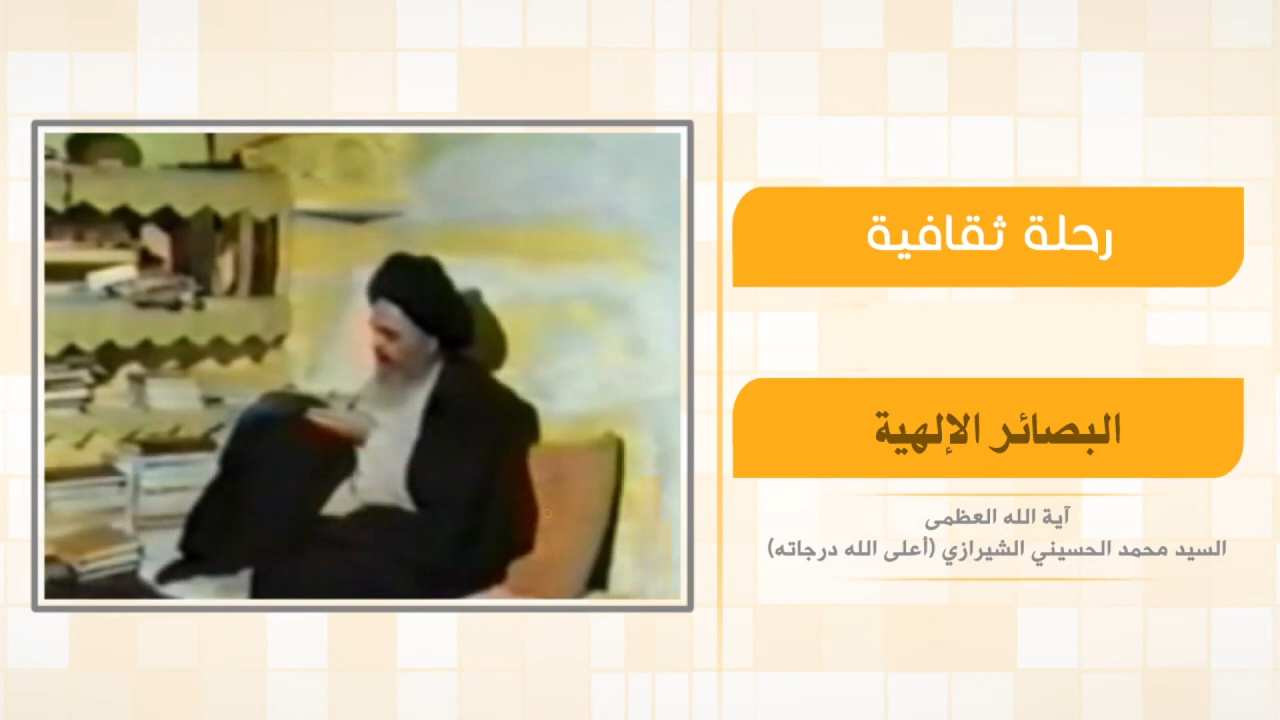 رحلة ثقافية
البصائر الإلهية
آية الله العظمى
السيد محمد الحسيني الشيرازي (أعلى الله درجاته)